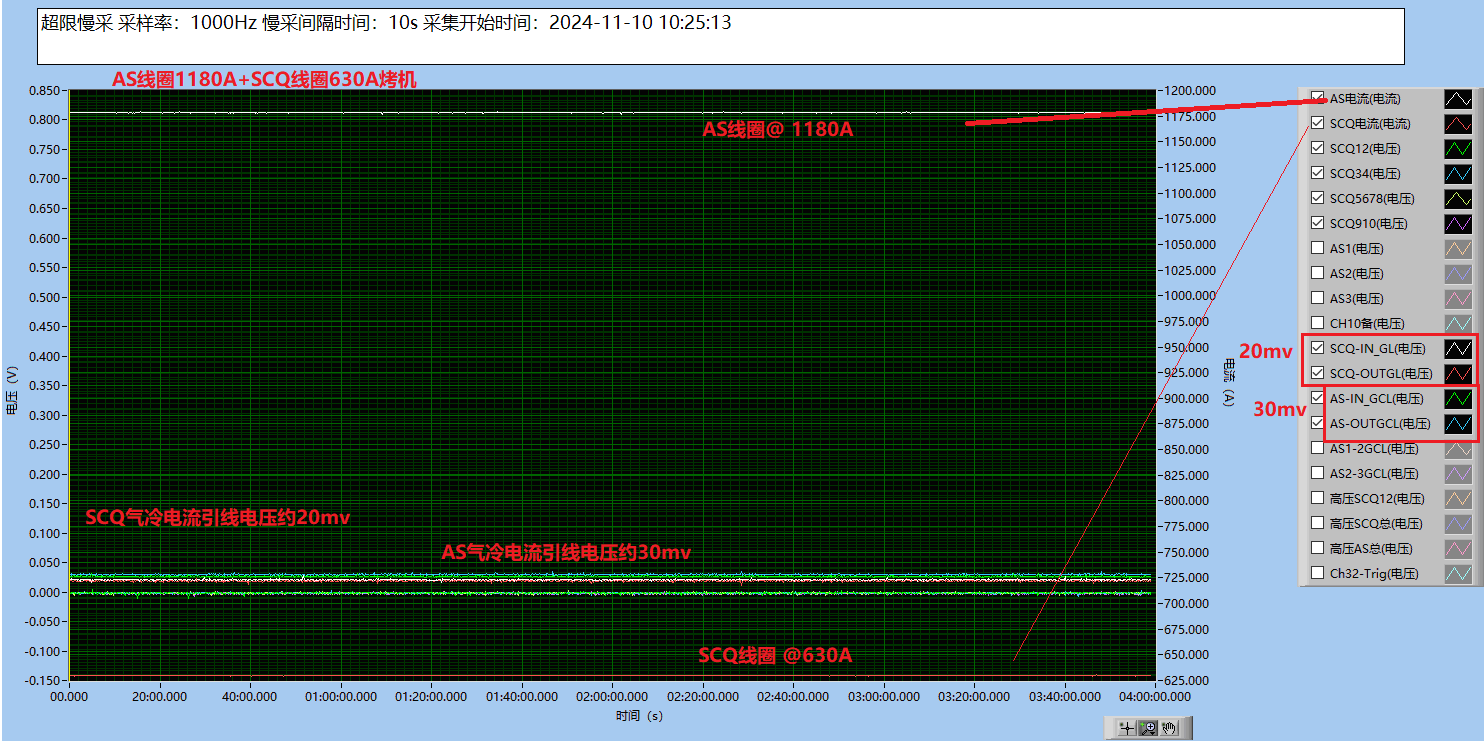 超限慢采 采样率：1000Hz 慢采间隔时间：10s 采集开始时间：2024-11-10 10:25:13
AS线圈1180A+SCQ线圈630A烤机
0.850
0.800
0.750
0.700
0.650
0.600
0.550
0.500
0.450
0.400
0.350
0.300
0.250
0.200
0.150
0.100
0.050
0.000
-0.050
-0.100
-0.150
电压（V）
AS线圈@ 1180A
SCQ气冷电流引线电压约20mv
AS气冷电流引线电压约30mv
SCQ线圈 @630A
1200.000
1175.000
1150.000
1125.000
1100.000
1075.000
1050.000
1025.000
1000.000
975.000
950.000
925.000
900.000
875.000
850.000
825.000
800.000
775.000
750.000
725.000
700.000
675.000
650.000
625.000
电流（A）
00.000
20:00.000
40:00.000
01:00:00.000
01:20:00.000
01:40:00.000
02:00:00.000
02:20:00.000
02:40:00.000
03:00:00.000
03:20:00.000
03:40:00.000
04:00:00.000
时间（s）
AS电流(电流)
SCQ电流(电流)
SCQ12(电压)
SCQ34(电压)
SCQ5678(电压)
SCQ910(电压)
AS1(电压)
AS2(电压)
AS3(电压)
CH10备(电压)
20mv
SCQ-IN_GL(电压)
SCQ-OUTGL(电压)
30mv
AS-IN_GCL(电压)
AS-OUTGCL(电压)
AS1-2GCL(电压)
AS2-3GCL(电压)
高压SCQ12(电压)
高压SCQ总(电压)
高压AS总(电压)
Ch32-Trig(电压)